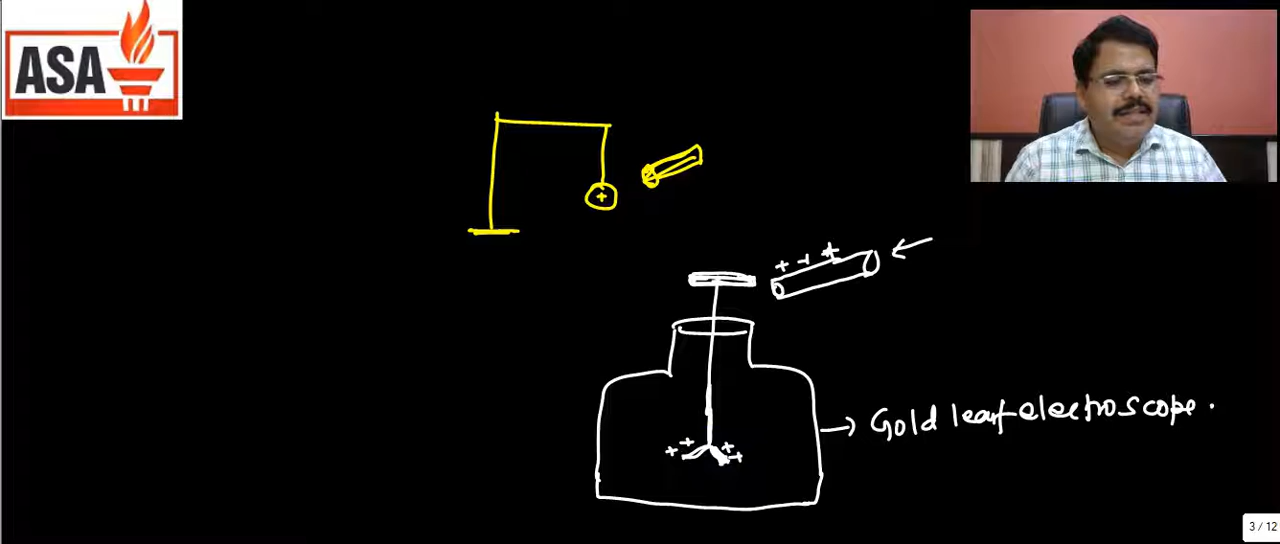 ASA
+
+ + +
→ Gold leaf electroscope.
+ + + +
3 / 12